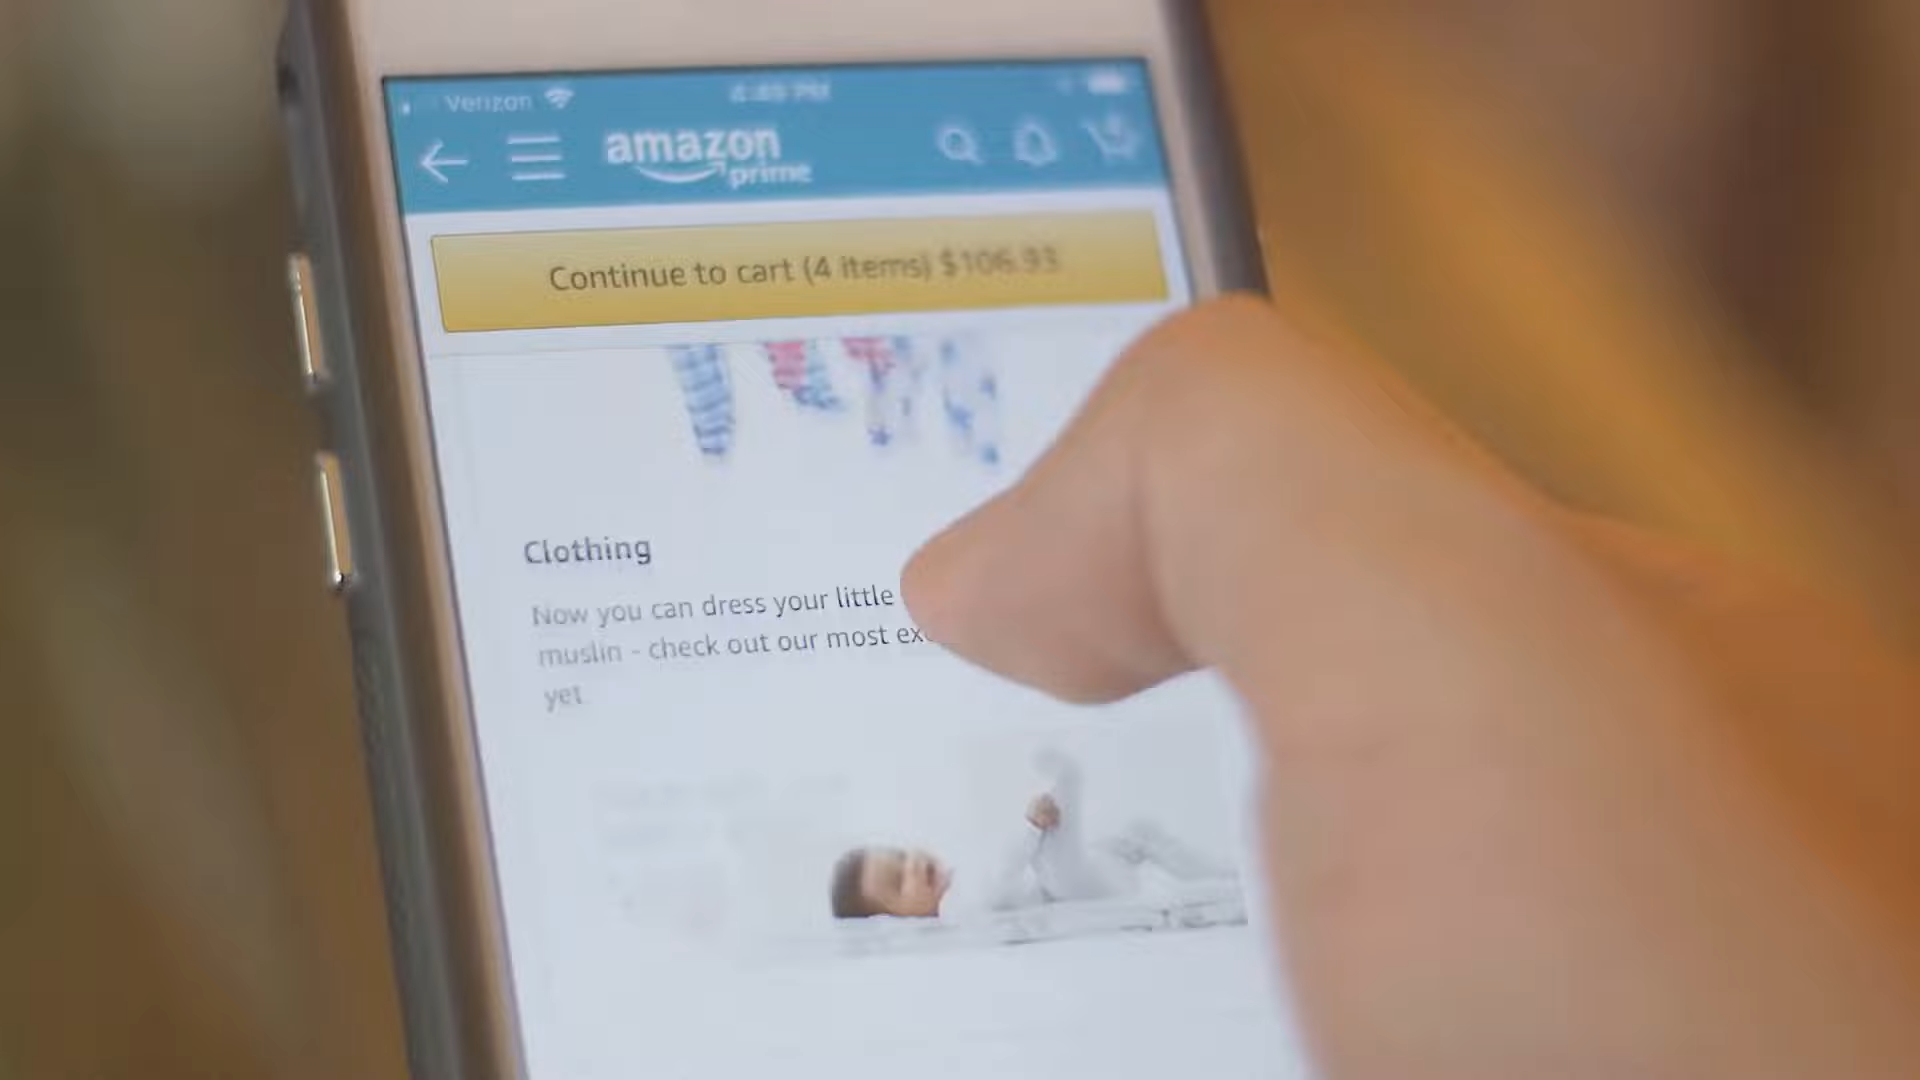 Verizon
amazon
prime
Continue to cart (4 items) $106.93
Clothing
Now you can dress your little
muslin - check out our most
yet.